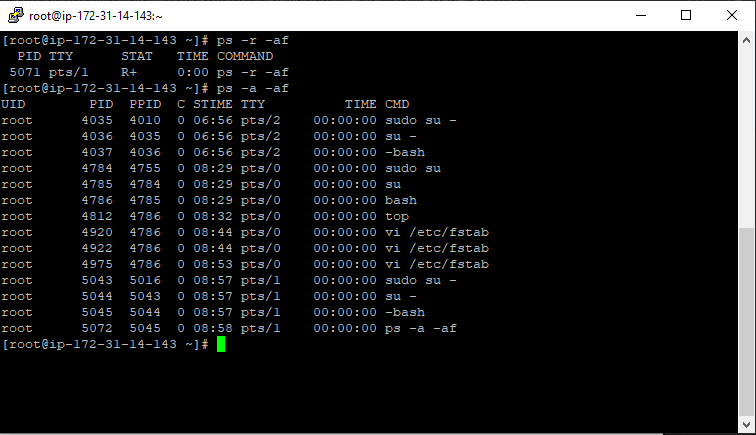 root@ip-172-31-14-143:~
[root@ip-172-31-14-143 ~]# ps -r -af
  PID TTY      STAT   TIME COMMAND
 5071 pts/1    R+     0:00 ps -r -af
[root@ip-172-31-14-143 ~]# ps -a -af
UID        PID  PPID  C STIME TTY          TIME CMD
root      4035  4010  0 06:56 pts/2    00:00:00 sudo su -
root      4036  4035  0 06:56 pts/2    00:00:00 su -
root      4037  4036  0 06:56 pts/2    00:00:00 -bash
root      4784  4755  0 08:29 pts/0    00:00:00 sudo su
root      4785  4784  0 08:29 pts/0    00:00:00 su
root      4786  4785  0 08:29 pts/0    00:00:00 bash
root      4812  4786  0 08:32 pts/0    00:00:00 top
root      4920  4786  0 08:44 pts/0    00:00:00 vi /etc/fstab
root      4922  4786  0 08:44 pts/0    00:00:00 vi /etc/fstab
root      4975  4786  0 08:53 pts/0    00:00:00 vi /etc/fstab
root      5043  5016  0 08:57 pts/1    00:00:00 sudo su -
root      5044  5043  0 08:57 pts/1    00:00:00 su -
root      5045  5044  0 08:57 pts/1    00:00:00 -bash
root      5072  5045  0 08:58 pts/1    00:00:00 ps -a -af
[root@ip-172-31-14-143 ~]#